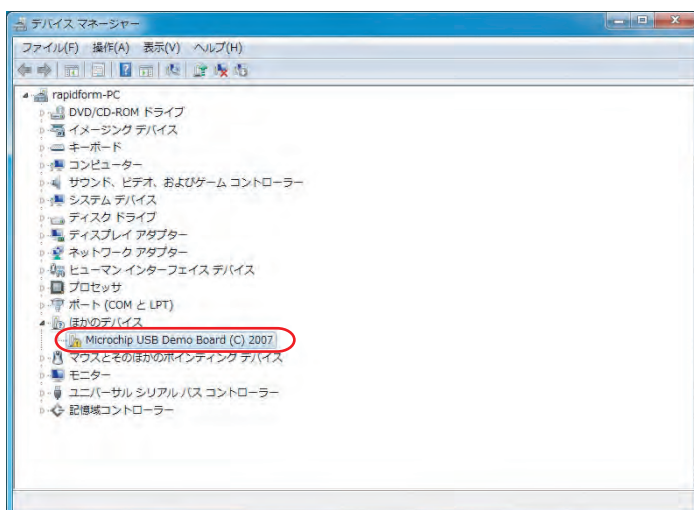 デバイス マネージャー
ファイル(F) 操作(A) 表示(V) ヘルプ(H)
rapidform-PC
DVD/CD-ROM ドライブ
イメージング デバイス
キーボード
コンピューター
サウンド、ビデオ、およびゲーム コントローラー
システム デバイス
ディスク ドライブ
ディスプレイ アダプター
ネットワーク アダプター
ヒューマン インターフェイス デバイス
プロセッサ
ポート (COM と LPT)
ほかのデバイス
Microchip USB Demo Board (C) 2007
マウスとそのほかのポインティング デバイス
モニター
ユニバーサル シリアル バス コントローラー
記憶域コントローラー